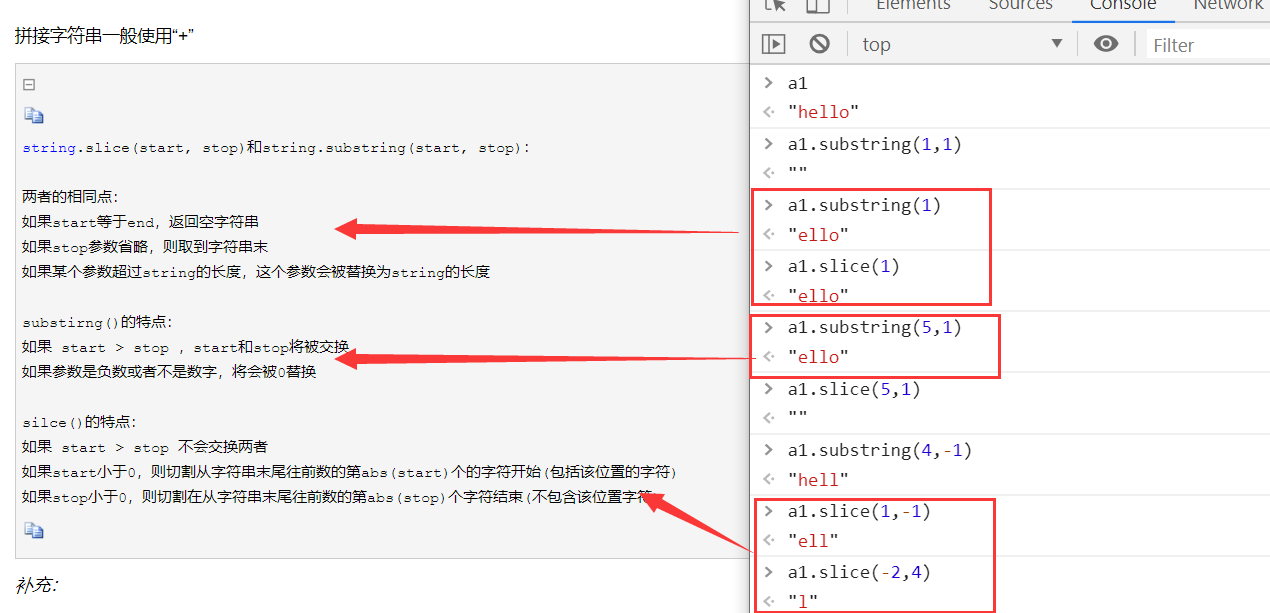 拼接字符串一般使用“+”
string.slice(start, stop)和string.substring(start, stop):
两者的相同点:
如果start等于end，返回空字符串
如果stop参数省略，则取到字符串末
如果某个参数超过string的长度，这个参数会被替换为string的长度
substirng()的特点:
如果 start > stop ，start和stop将被交换
如果参数是负数或者不是数字，将会被0替换
silce()的特点:
如果 start > stop 不会交换两者
如果start小于0，则切割从字符串末尾往前数的第abs(start)个的字符开始(包括该位置的字符)
如果stop小于0，则切割在从字符串末尾往前数的第abs(stop)个字符结束(不包含该位置字符
补充:
Elements Sources Console Network
top Filter
a1
"hello"
a1.substring(1,1)
""
a1.substring(1)
"ello"
a1.slice(1)
"ello"
a1.substring(5,1)
"ello"
a1.slice(5,1)
""
a1.substring(4,-1)
"hell"
a1.slice(1,-1)
"ell"
a1.slice(-2,4)
"l"